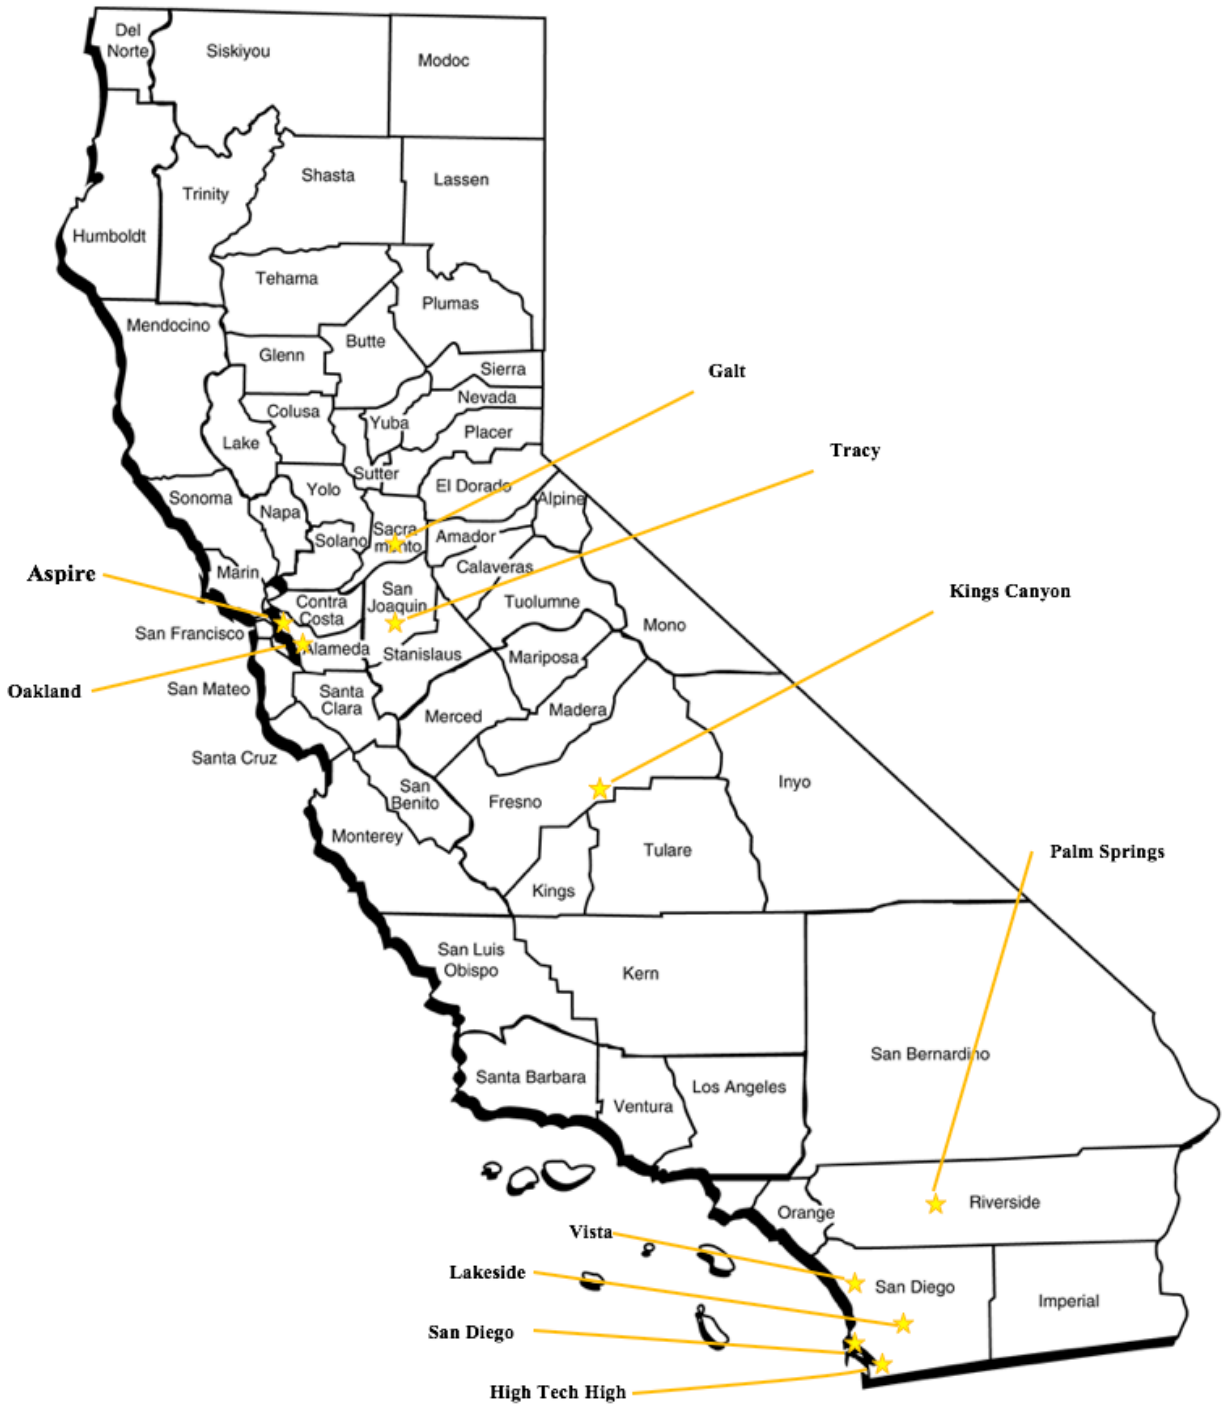 Del
Norte
Siskiyou
Modoc
Shasta
Lassen
Trinity
Humboldt
Tehama
Plumas
Mendocino
Butte
Glenn
Sierra
Galt
Nevada
Colusa
Yuba
Placer
Lake
Tracy
Sutter
El Dorado
Yolo
Sonoma
Alpine
Napa
Sacra
mento
Solano
Amador
Calaveras
Marin
Aspire
San
Joaquin
Kings Canyon
Contra
Costa
Tuolumne
Mono
San Francisco
Alameda
Stanislaus
Mariposa
Oakland
San Mateo
Santa
Clara
Merced
Madera
Santa Cruz
Inyo
San
Benito
Fresno
Monterey
Tulare
Palm Springs
Kings
San Luis
Obispo
Kern
San Bernardino
Santa Barbara
Los Angeles
Ventura
Riverside
Orange
Vista
Lakeside
San Diego
Imperial
San Diego
High Tech High